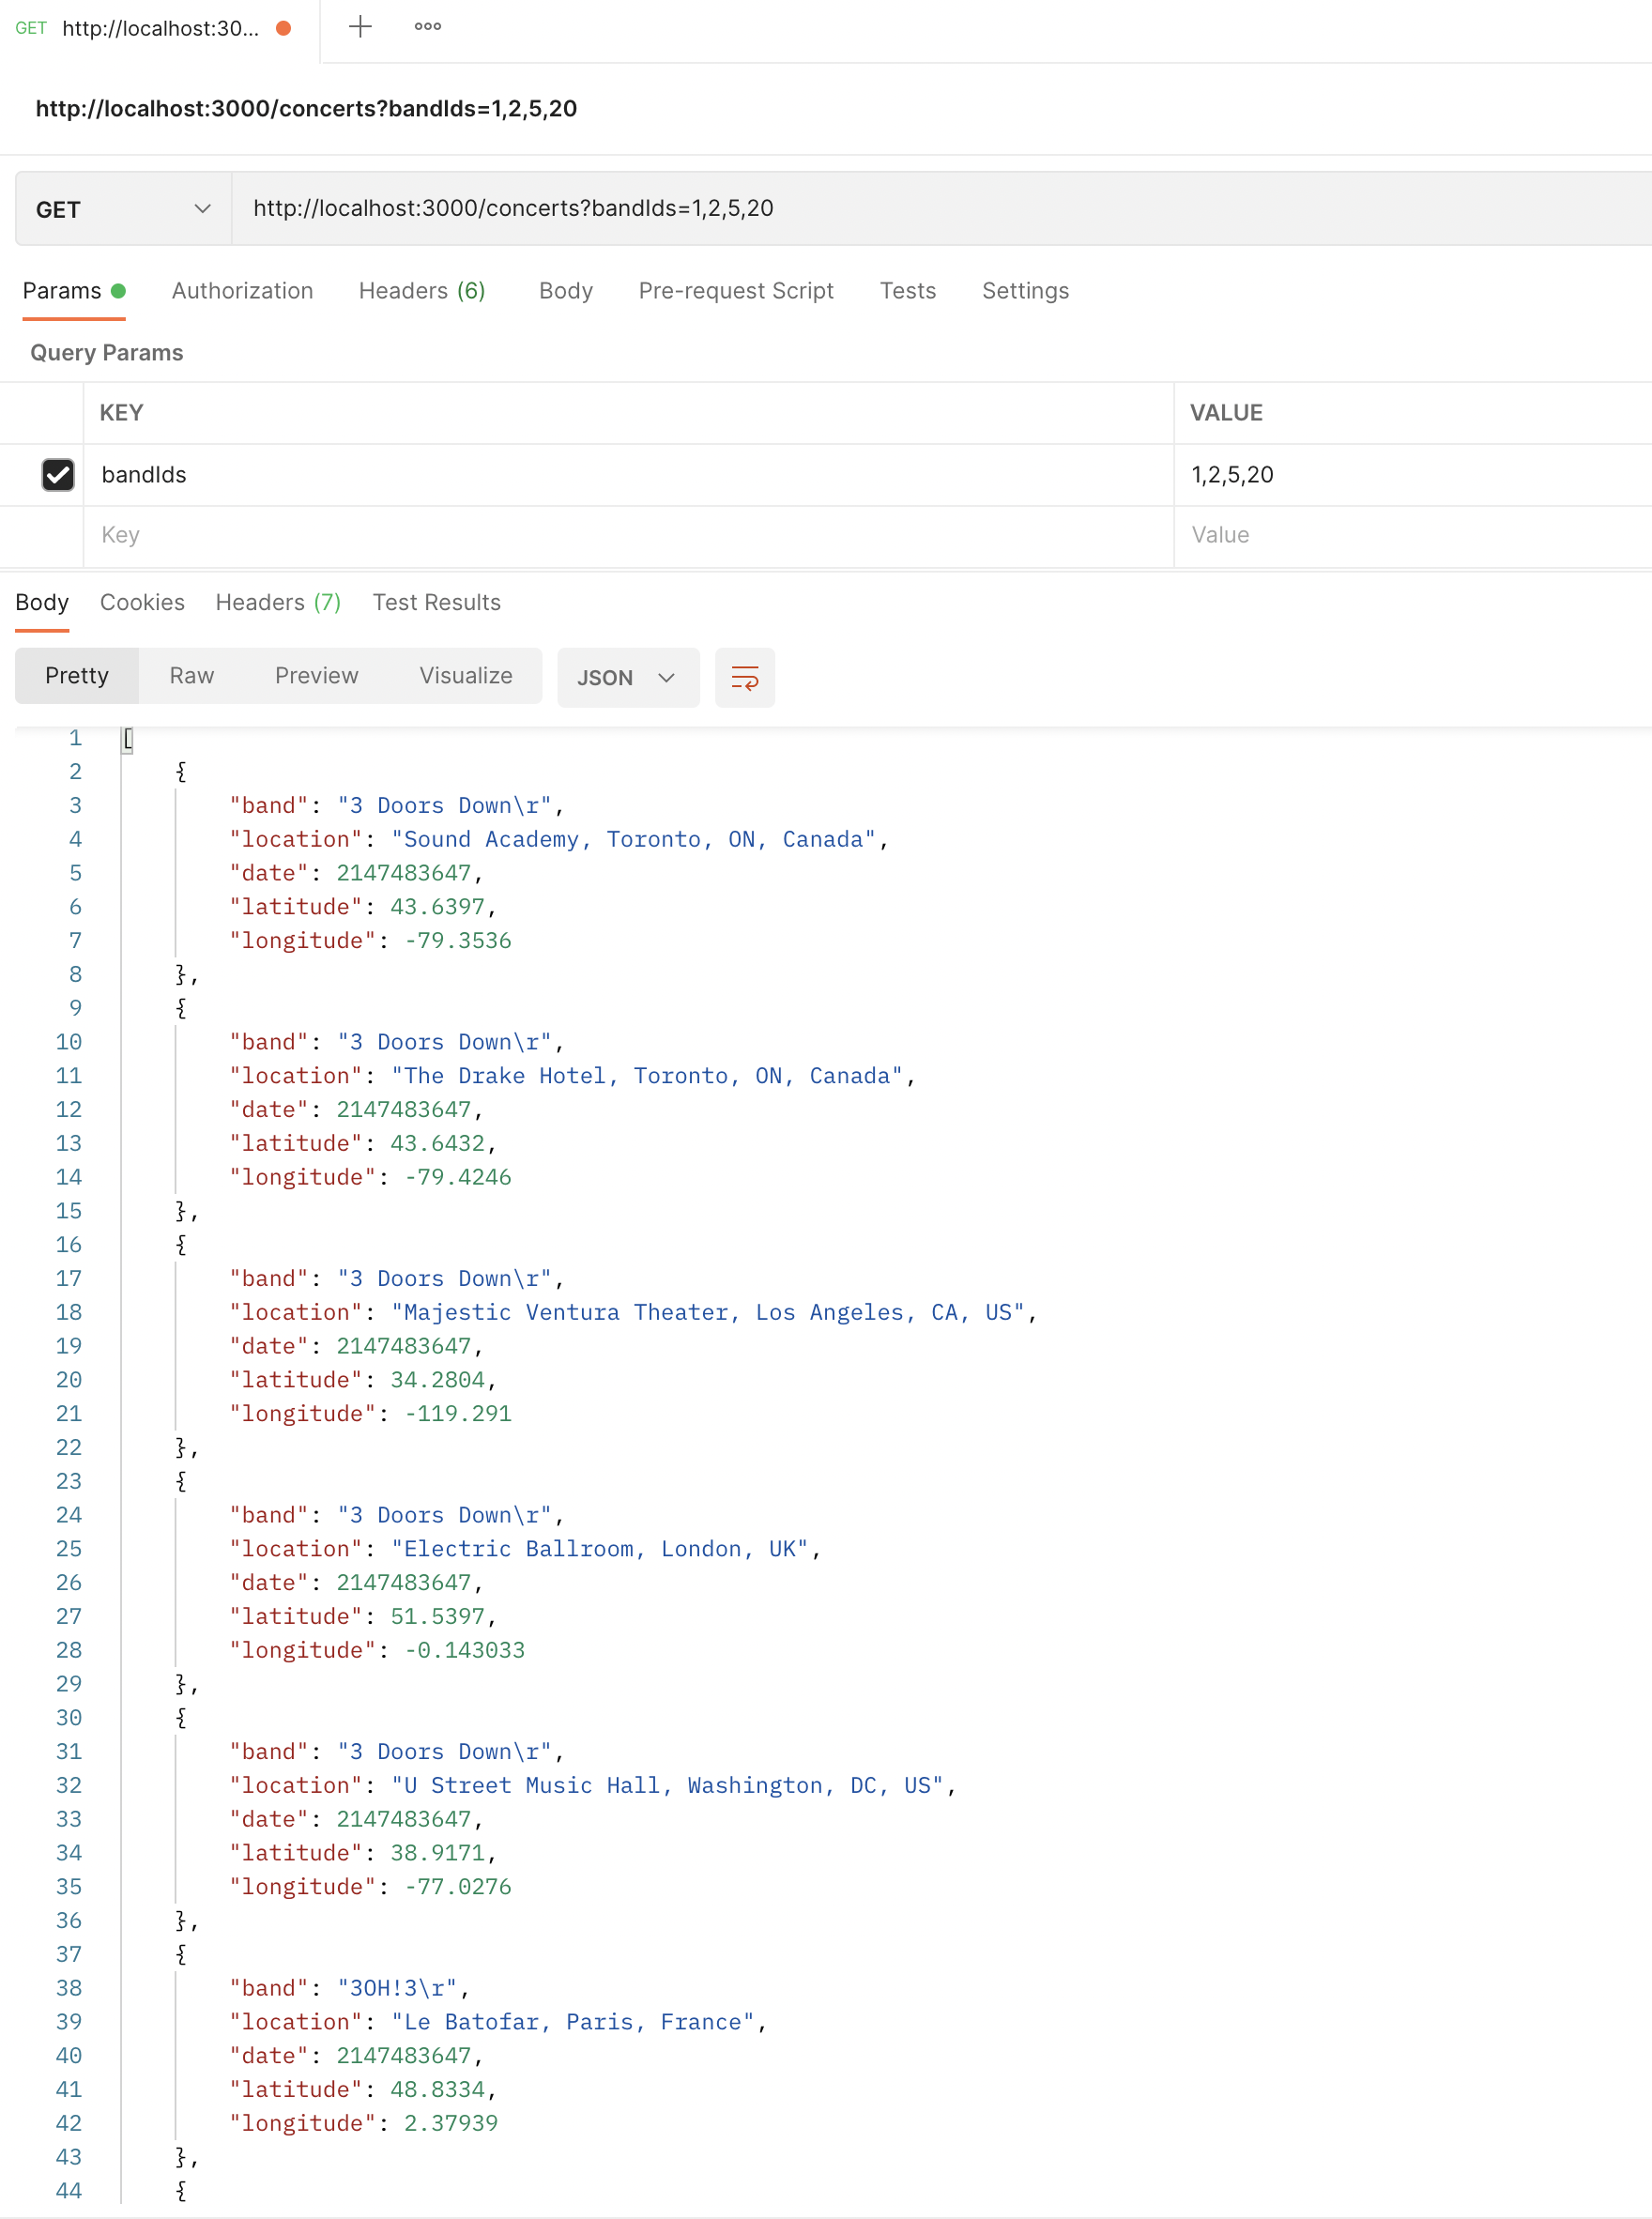 GET http://localhost:30...
http://localhost:3000/concerts?bandIds=1,2,5,20
GET http://localhost:3000/concerts?bandIds=1,2,5,20
Params Authorization Headers (6) Body Pre-request Script Tests Settings
Query Params
KEY VALUE
bandIds 1,2,5,20
Key Value
Body Cookies Headers (7) Test Results
Pretty Raw Preview Visualize JSON
1 [
2 {
3 "band": "3 Doors Down\r",
4 "location": "Sound Academy, Toronto, ON, Canada",
5 "date": 2147483647,
6 "latitude": 43.6397,
7 "longitude": -79.3536
8 },
9 {
10 "band": "3 Doors Down\r",
11 "location": "The Drake Hotel, Toronto, ON, Canada",
12 "date": 2147483647,
13 "latitude": 43.6432,
14 "longitude": -79.4246
15 },
16 {
17 "band": "3 Doors Down\r",
18 "location": "Majestic Ventura Theater, Los Angeles, CA, US",
19 "date": 2147483647,
20 "latitude": 34.2804,
21 "longitude": -119.291
22 },
23 {
24 "band": "3 Doors Down\r",
25 "location": "Electric Ballroom, London, UK",
26 "date": 2147483647,
27 "latitude": 51.5397,
28 "longitude": -0.143033
29 },
30 {
31 "band": "3 Doors Down\r",
32 "location": "U Street Music Hall, Washington, DC, US",
33 "date": 2147483647,
34 "latitude": 38.9171,
35 "longitude": -77.0276
36 },
37 {
38 "band": "3OH!3\r",
39 "location": "Le Batofar, Paris, France",
40 "date": 2147483647,
41 "latitude": 48.8334,
42 "longitude": 2.37939
43 },
44 {